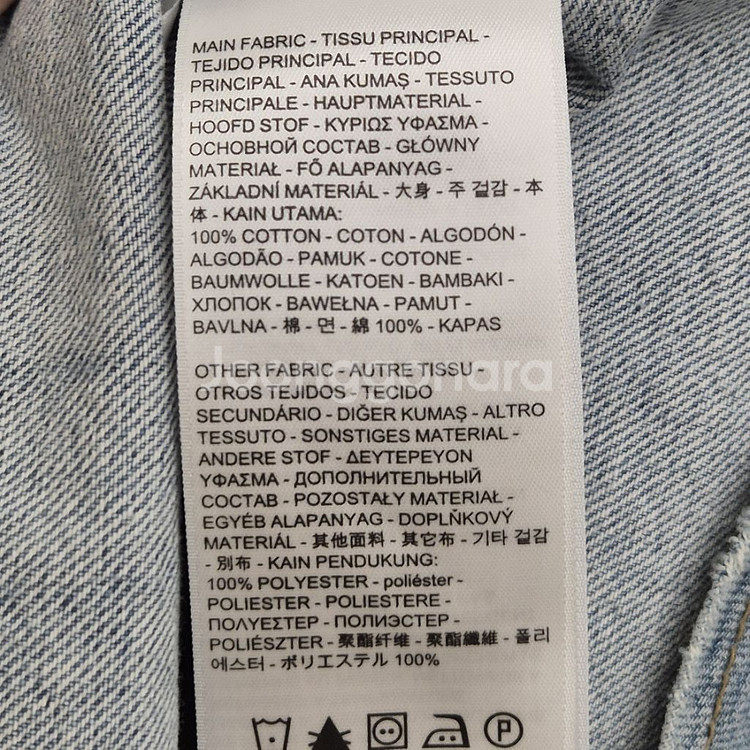 MAIN FABRIC - TISSU PRINCIPAL -
TEJIDO PRINCIPAL - TECIDO
PRINCIPAL - ANA KUMAŞ - TESSUTO
PRINCIPALE - HAUPTMATERIAL -
HOOFD STOF - ΚΥΡΙΩΣ ΥΦΑΣΜΑ -
ОСНОВНОЙ СОСТАВ - GŁÓWNY
MATERIAŁ - FŐ ALAPANYAG -
ZÁKLADNÍ MATERIÁL - 大身 - 주 겉감 - 本
体 - KAIN UTAMA:
100% COTTON - COTON - ALGODÓN -
ALGODÃO - PAMUK - COTONE -
BAUMWOLLE - KATOEN - BAMBAKI -
ХЛОПОК - BAWEŁNA - PAMUT -
BAVLNA - 棉 - 면 - 綿 100% - KAPAS
Joonggonara
OTHER FABRIC - AUTRE TISSU -
OTROS TEJIDOS - TECIDO
SECUNDÁRIO - DIĞER KUMAŞ - ALTRO
TESSUTO - SONSTIGES MATERIAL -
ANDERE STOF - ΔΕΥΤΕΡΕΥΟΝ
ΥΦΑΣΜΑ - ДОПОЛНИТЕЛЬНЫЙ
СОСТАВ - POZOSTAŁY MATERIAŁ -
EGYÉB ALAPANYAG - DOPLŇKOVÝ
MATERIÁL - 其他面料 - 其它布 - 기타 겉감
- 別布 - KAIN PENDUKUNG:
100% POLYESTER - poliéster -
POLIESTER - POLIESTERE -
ΠΟΛΥΕΣΤΕΡ - ПОЛИЭСТЕР -
POLIÉSZTER - 聚酯纤维 - 聚酯纖維 - 폴리
에스터 - ポリエステル 100%
P